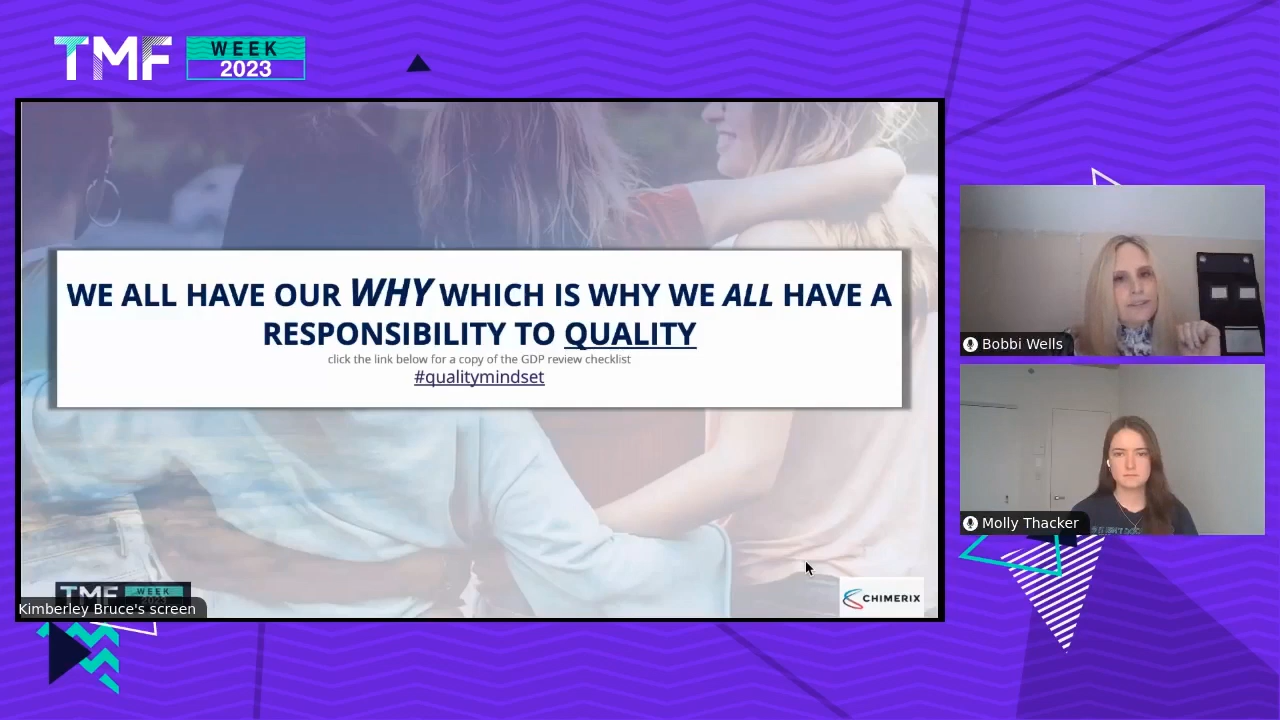 TMF WEEK
2023
WE ALL HAVE OUR WHY WHICH IS WHY WE ALL HAVE A
RESPONSIBILITY TO QUALITY
click the link below for a copy of the GDP review checklist
#qualitymindset
Bobbi Wells
Molly Thacker
TMF WEEK
2023
Kimberley Bruce's screen
CHIMERIX